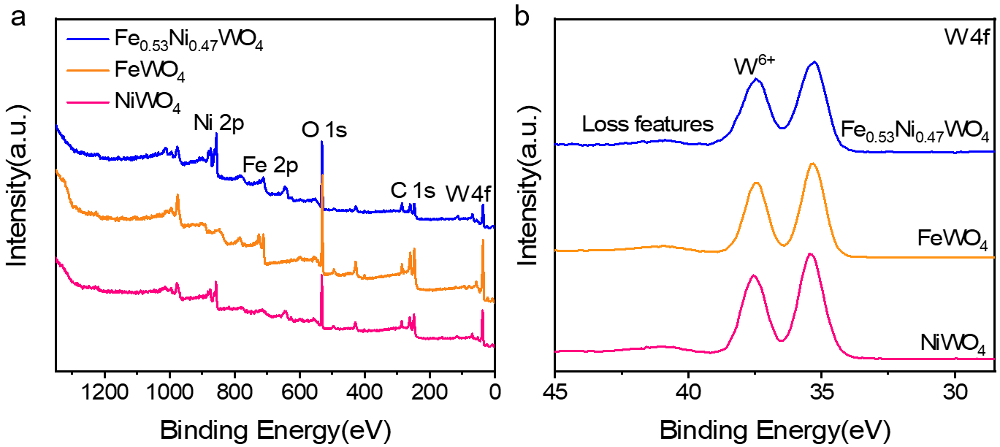 a
Fe0.53Ni0.47WO4
FeWO4
NiWO4
Ni 2p
Fe 2p
O 1s
C 1s
W 4f
Intensity(a.u.)
1200 1000 800 600 400 200 0
Binding Energy(eV)
b
W 4f
W6+
Loss features
Fe0.53Ni0.47WO4
FeWO4
NiWO4
Intensity(a.u.)
45 40 35 30
Binding Energy(eV)